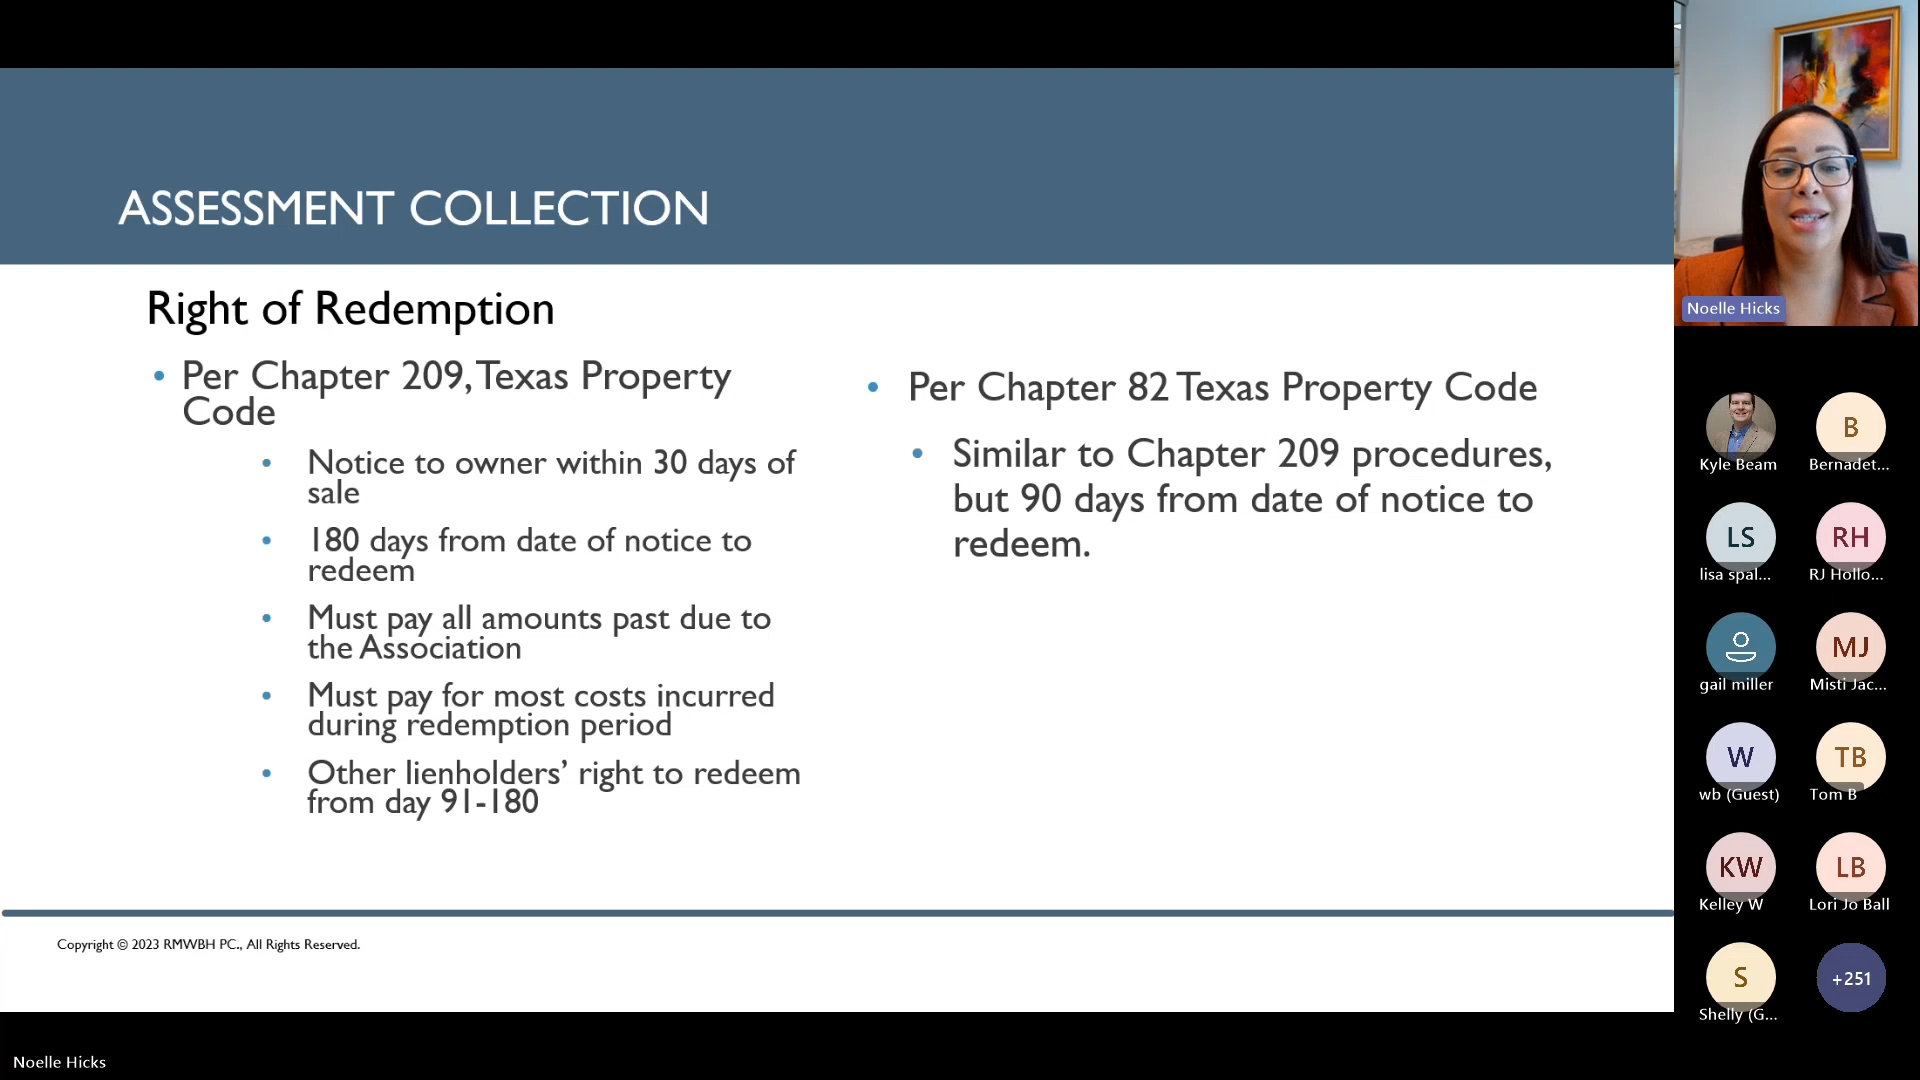 ASSESSMENT COLLECTION
Right of Redemption
• Per Chapter 209, Texas Property
Code
• Notice to owner within 30 days of
sale
• 180 days from date of notice to
redeem
• Must pay all amounts past due to
the Association
• Must pay for most costs incurred
during redemption period
• Other lienholders’ right to redeem
from day 91-180
• Per Chapter 82 Texas Property Code
• Similar to Chapter 209 procedures,
but 90 days from date of notice to
redeem.
Copyright © 2023 RMWBH PC., All Rights Reserved.
Noelle Hicks
Noelle Hicks
Kyle Beam
B
Bernadet...
LS
lisa spal...
RH
RJ Hollo...
gail miller
MJ
Misti Jac...
W
wb (Guest)
TB
Tom B
KW
Kelley W
LB
Lori Jo Ball
S
Shelly (G...
+251